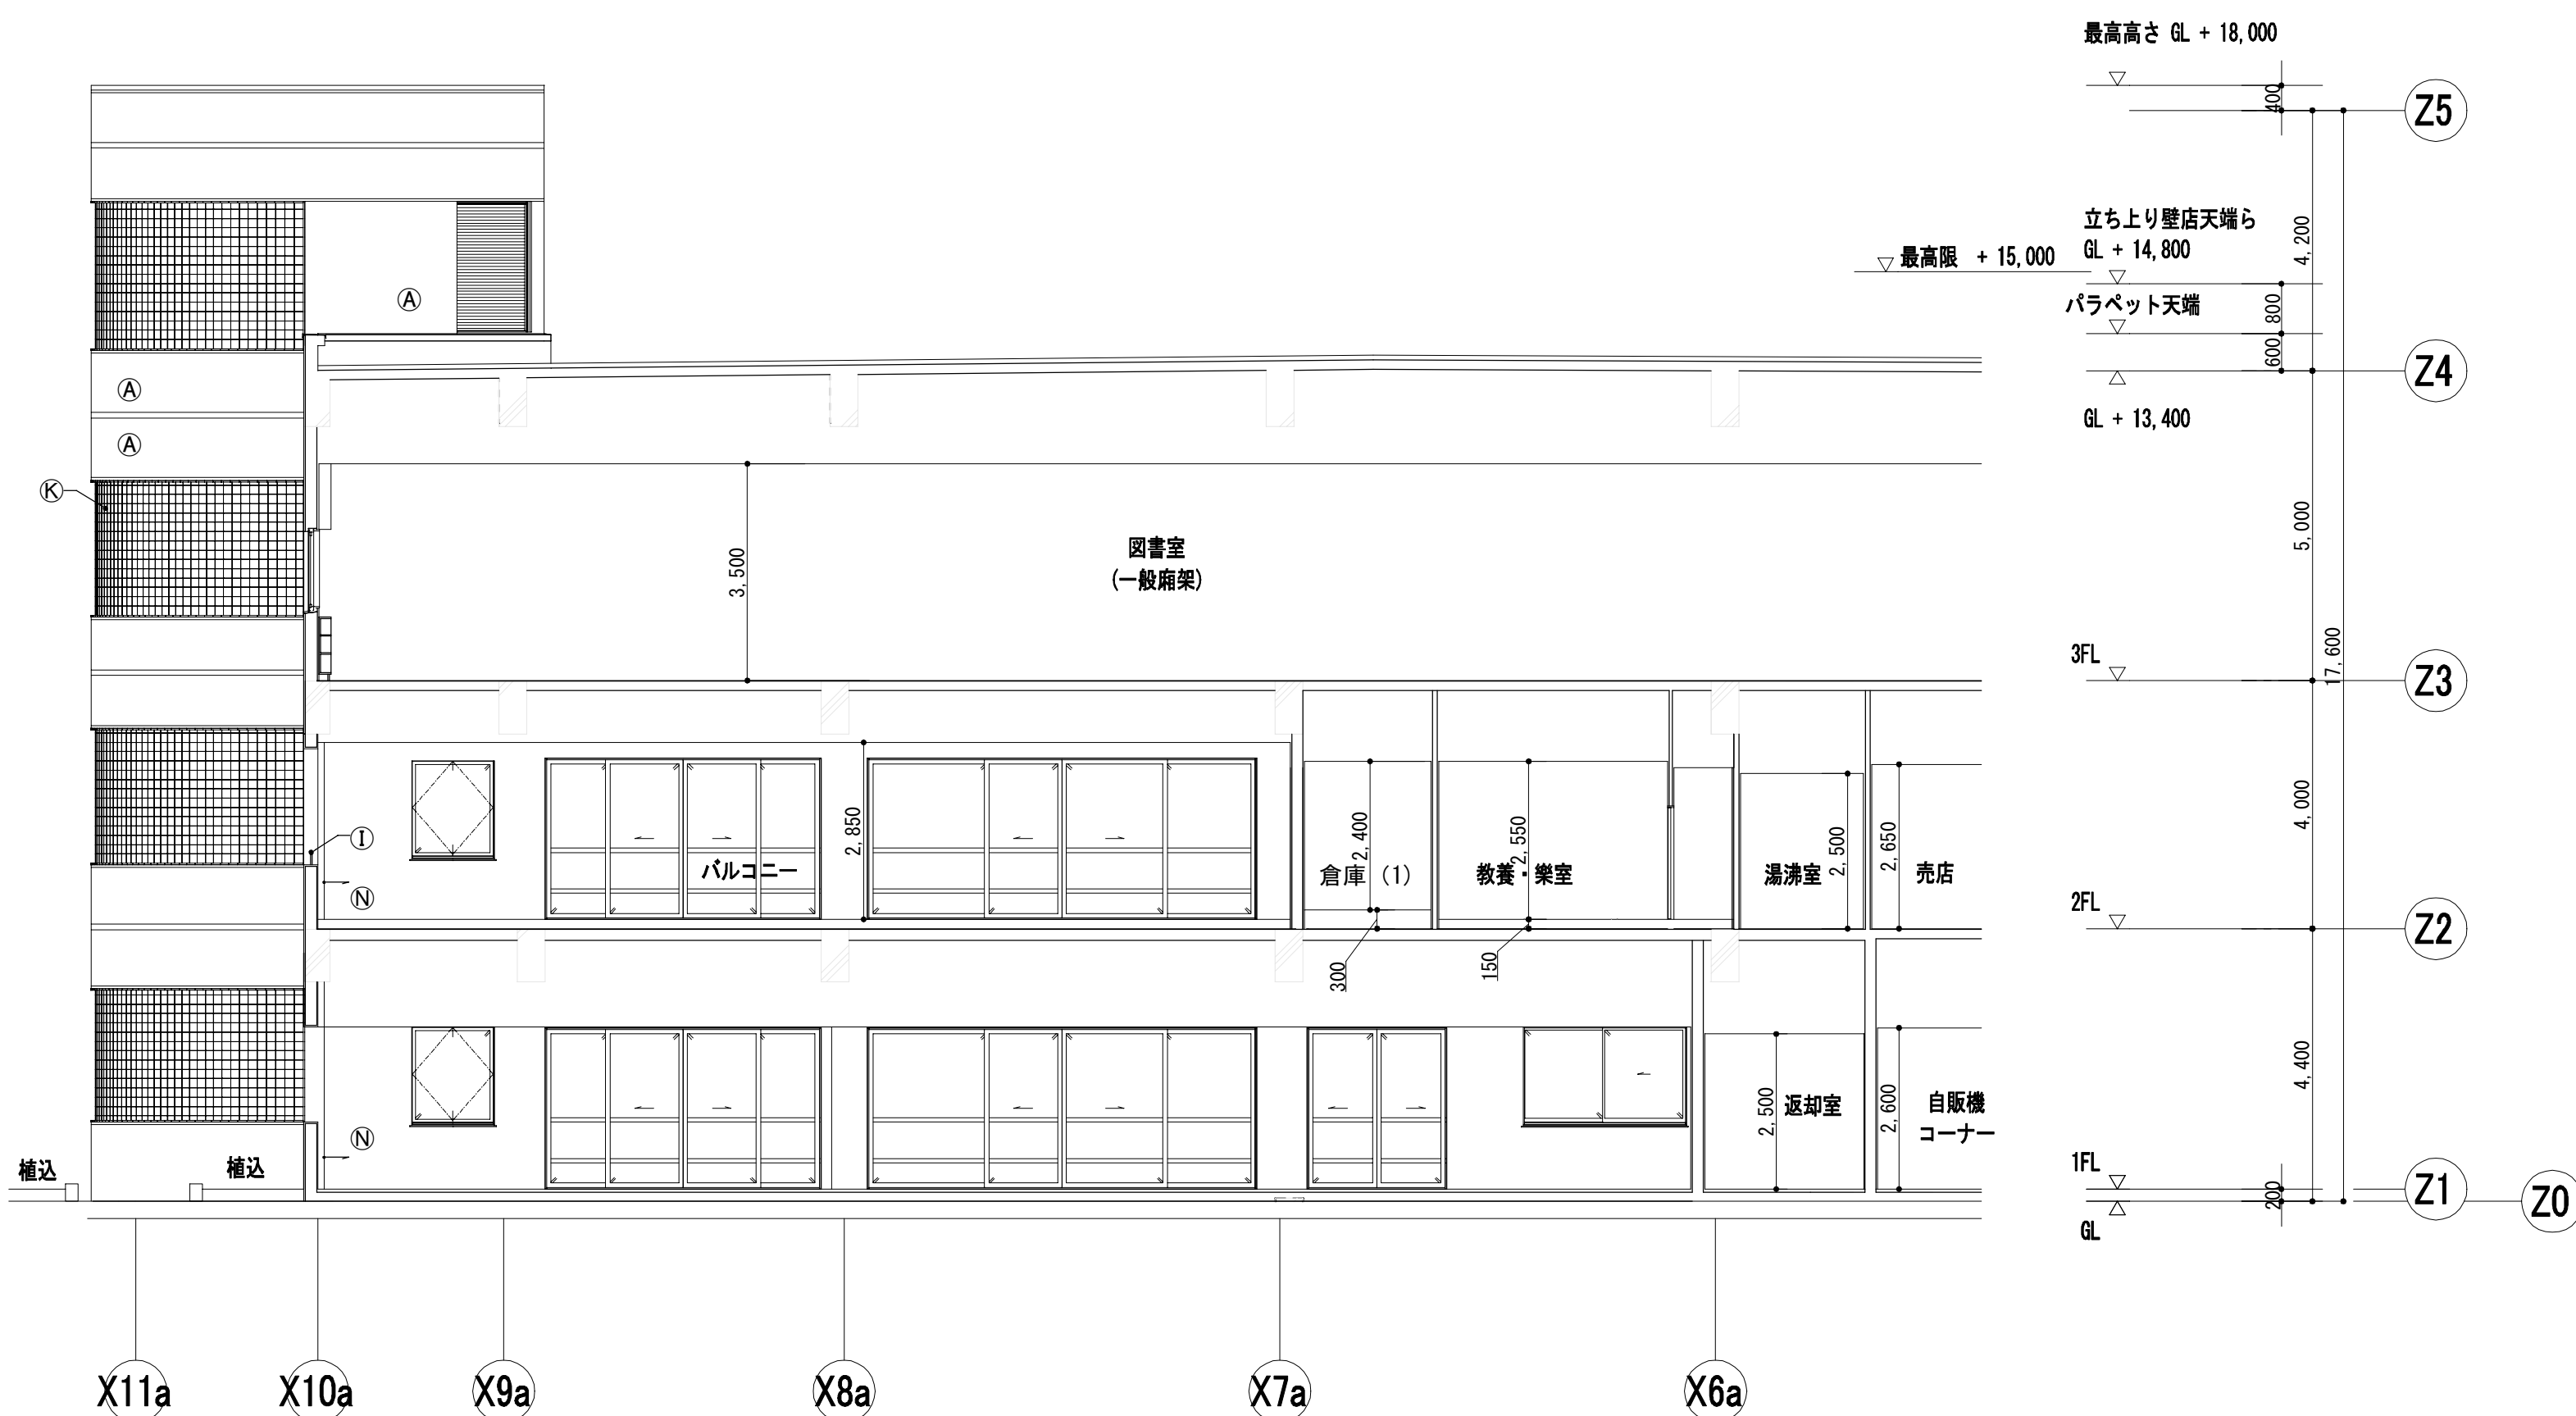 最高高さ GL + 18,000
400
Z5
立ち上り壁店天端ら
GL + 14,800
4,200
最高限 + 15,000
パラペット天端
800
600
Z4
GL + 13,400
Ⓐ
Ⓐ
Ⓐ
Ⓚ
図書室
(一般廂架)
3,500
5,000
17,600
3FL
Z3
Ⓘ
Ⓝ
バルコニー
2,850
倉庫 (1)
2,400
教養・樂室
2,550
湯沸室
2,500
2,650
売店
4,000
2FL
Z2
300
150
Ⓝ
2,500
返却室
2,600
自販機
コーナー
4,400
植込
植込
1FL
200
Z1
Z0
GL
X11a
X10a
X9a
X8a
X7a
X6a